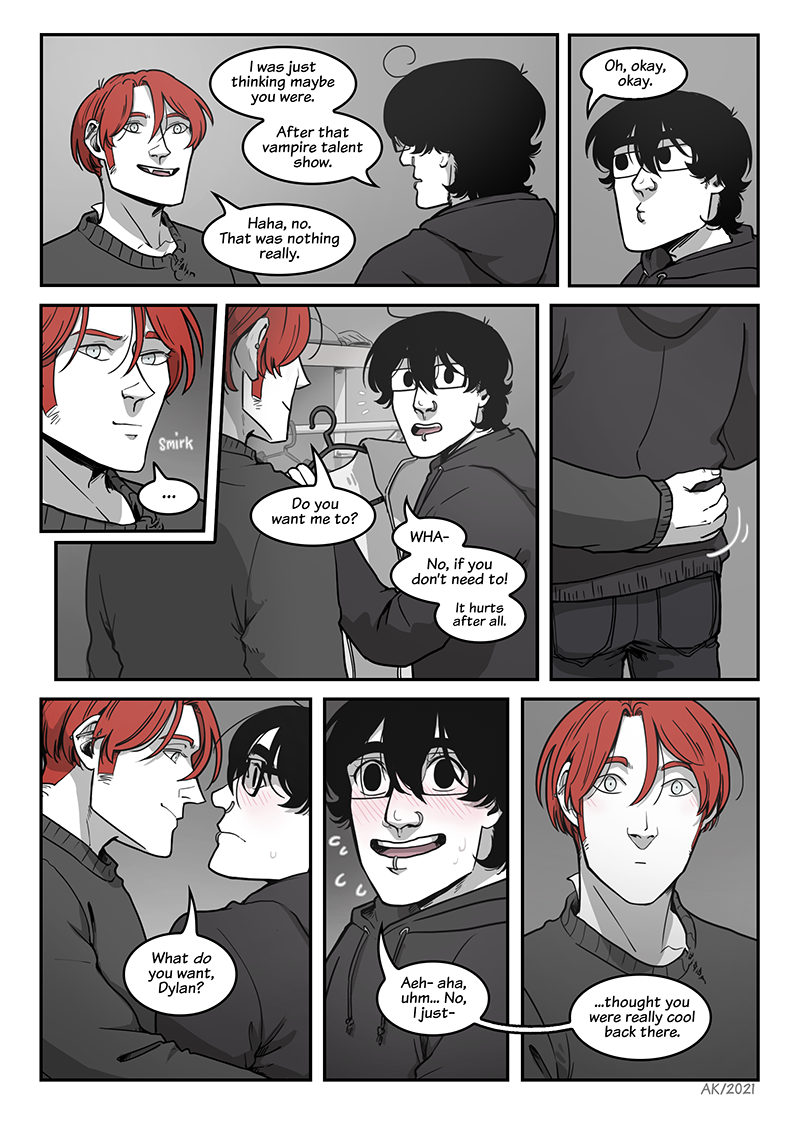 I was just
thinking maybe
you were.
After that
vampire talent
show.
Haha, no.
That was nothing
really.
Oh, okay,
okay.
Smirk
...
Do you
want me to?
WHA-
No, if you
don't need to!
It hurts
after all.
What do
you want,
Dylan?
Aeh- aha,
uhm... No,
I just-
...thought you
were really cool
back there.
AK/2021